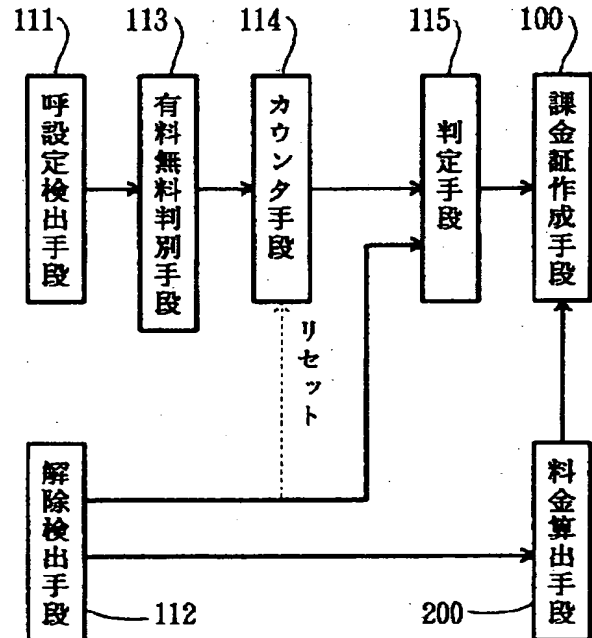 111
113
114
115
100
呼設定検出手段
有料無料判別手段
カウンタ手段
判定手段
課金証作成手段
リセット
解除検出手段
料金算出手段
112
200